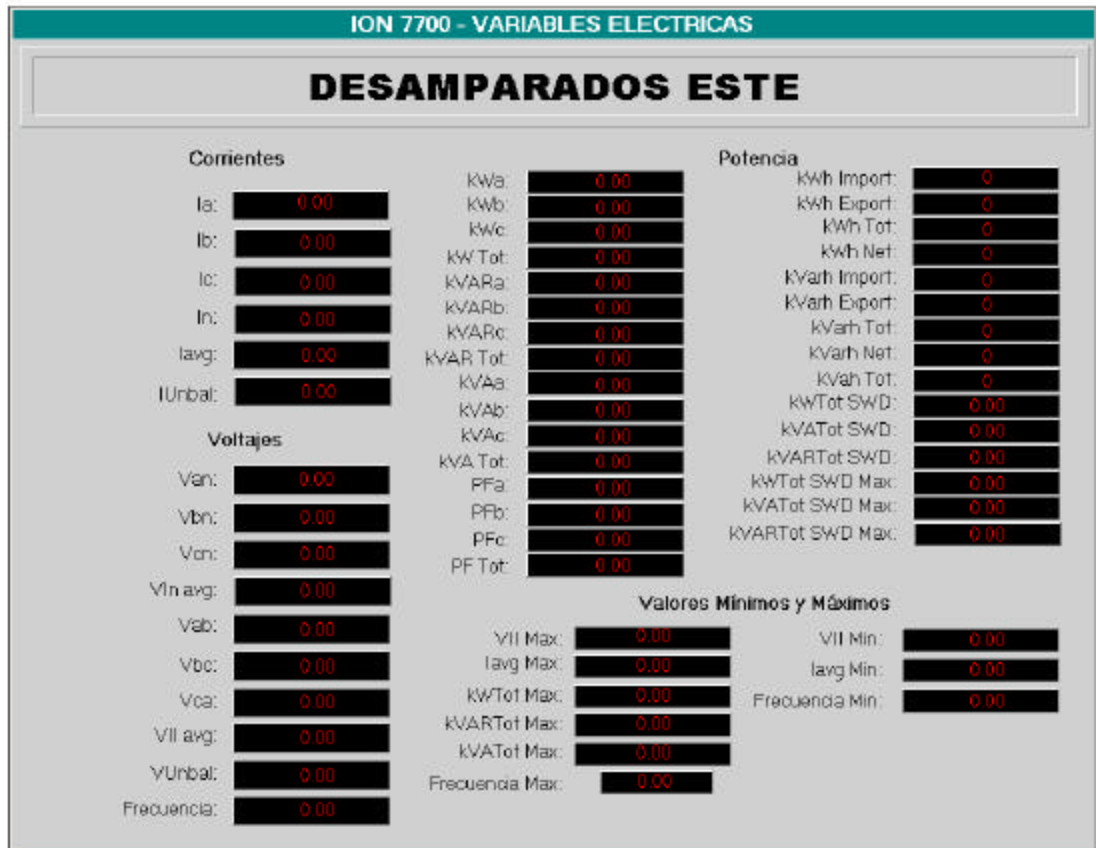 ION 7700 - VARIABLES ELECTRICAS
DESAMPARADOS ESTE
Corrientes
Ia: 0.00
Ib: 0.00
Ic: 0.00
In: 0.00
Iavg: 0.00
IUnbal: 0.00
Voltajes
Van: 0.00
Vbn: 0.00
Vcn: 0.00
Vln avg: 0.00
Vab: 0.00
Vbc: 0.00
Vca: 0.00
Vll avg: 0.00
VUnbal: 0.00
Frecuencia: 0.00
Potencia
kWa: 0.00
kWb: 0.00
kWc: 0.00
kW Tot: 0.00
kVARa: 0.00
kVARb: 0.00
kVARc: 0.00
kVAR Tot: 0.00
kVAa: 0.00
kVAb: 0.00
kVAc: 0.00
kVA Tot: 0.00
PFa: 0.00
PFb: 0.00
PFc: 0.00
PF Tot: 0.00
kWh Import: 0
kWh Export: 0
kWh Tot: 0
kWh Net: 0
kVarh Import: 0
kVarh Export: 0
kVarh Tot: 0
kVarh Net: 0
kVah Tot: 0
kWTot SWD: 0.00
kVATot SWD: 0.00
kVARTot SWD: 0.00
kWTot SWD Max: 0.00
kVATot SWD Max: 0.00
kVARTot SWD Max: 0.00
Valores Mínimos y Máximos
Vll Max: 0.00
Iavg Max: 0.00
kWTot Max: 0.00
kVARTot Max: 0.00
kVATot Max: 0.00
Frecuencia Max: 0.00
Vll Min: 0.00
Iavg Min: 0.00
Frecuencia Min: 0.00